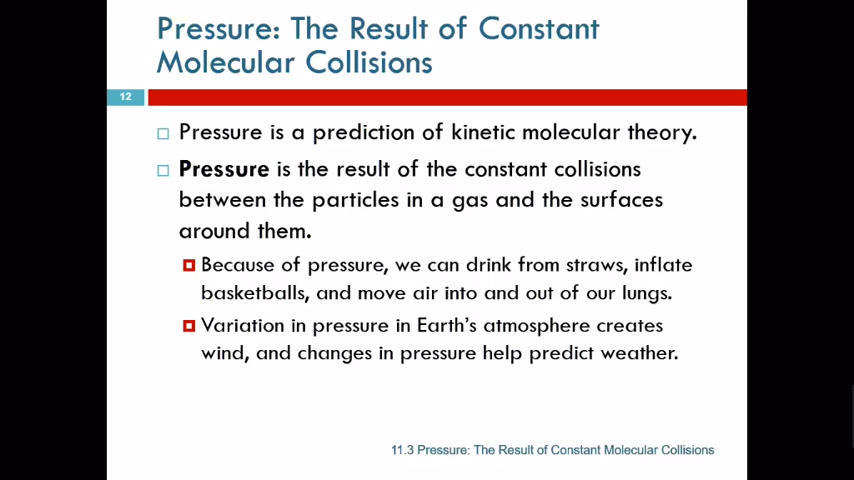 Pressure: The Result of Constant
Molecular Collisions
12
Pressure is a prediction of kinetic molecular theory.
Pressure is the result of the constant collisions
between the particles in a gas and the surfaces
around them.
Because of pressure, we can drink from straws, inflate
basketballs, and move air into and out of our lungs.
Variation in pressure in Earth's atmosphere creates
wind, and changes in pressure help predict weather.
11.3 Pressure: The Result of Constant Molecular Collisions